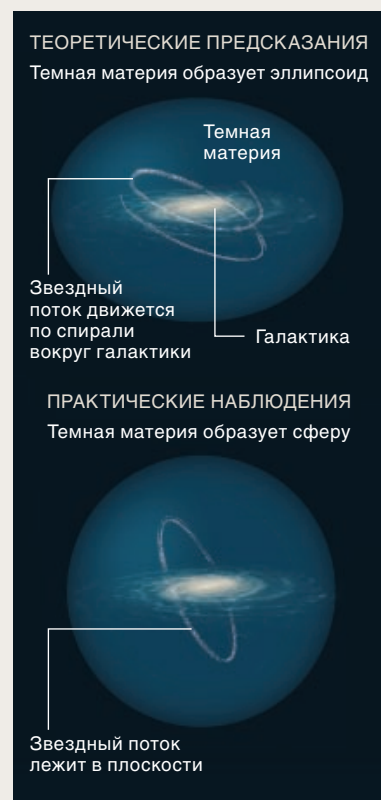 ТЕОРЕТИЧЕСКИЕ ПРЕДСКАЗАНИЯ
Темная материя образует эллипсоид
Темная
материя
Звездный
поток движется
по спирали
вокруг галактики
Галактика
ПРАКТИЧЕСКИЕ НАБЛЮДЕНИЯ
Темная материя образует сферу
Звездный поток
лежит в плоскости